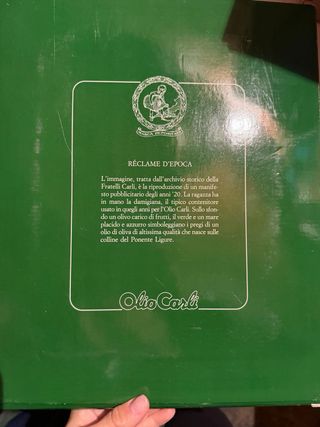 RÉCLAME D'EPOCA
L'immagine, tratta dall'archivio storico della
Fratelli Carli, è la riproduzione di un manife-
sto pubblicitario degli anni '20. La ragazza ha
in mano la damigiana, il tipico contenitore
usato in quegli anni per l'Olio Carli. Sullo sfon-
do un olivo carico di frutti, il verde e un mare
placido e azzurro simboleggiano i pregi di un
olio di oliva di altissima qualità che nasce sulle
colline del Ponente Ligure.
Olio Carli